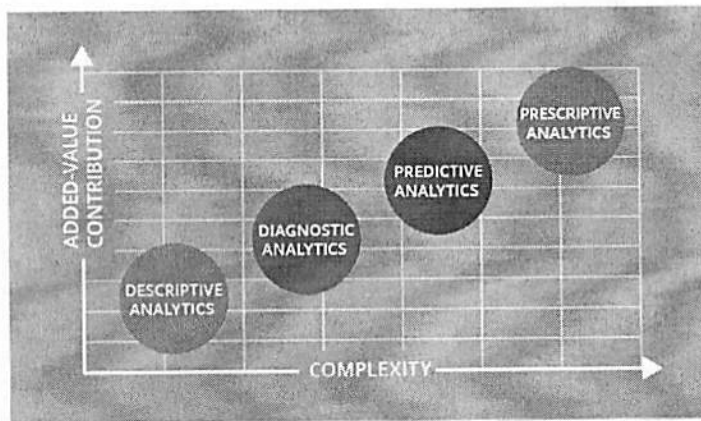 ADDED-VALUE
CONTRIBUTION
DESCRIPTIVE
ANALYTICS
DIAGNOSTIC
ANALYTICS
PREDICTIVE
ANALYTICS
PRESCRIPTIVE
ANALYTICS
COMPLEXITY